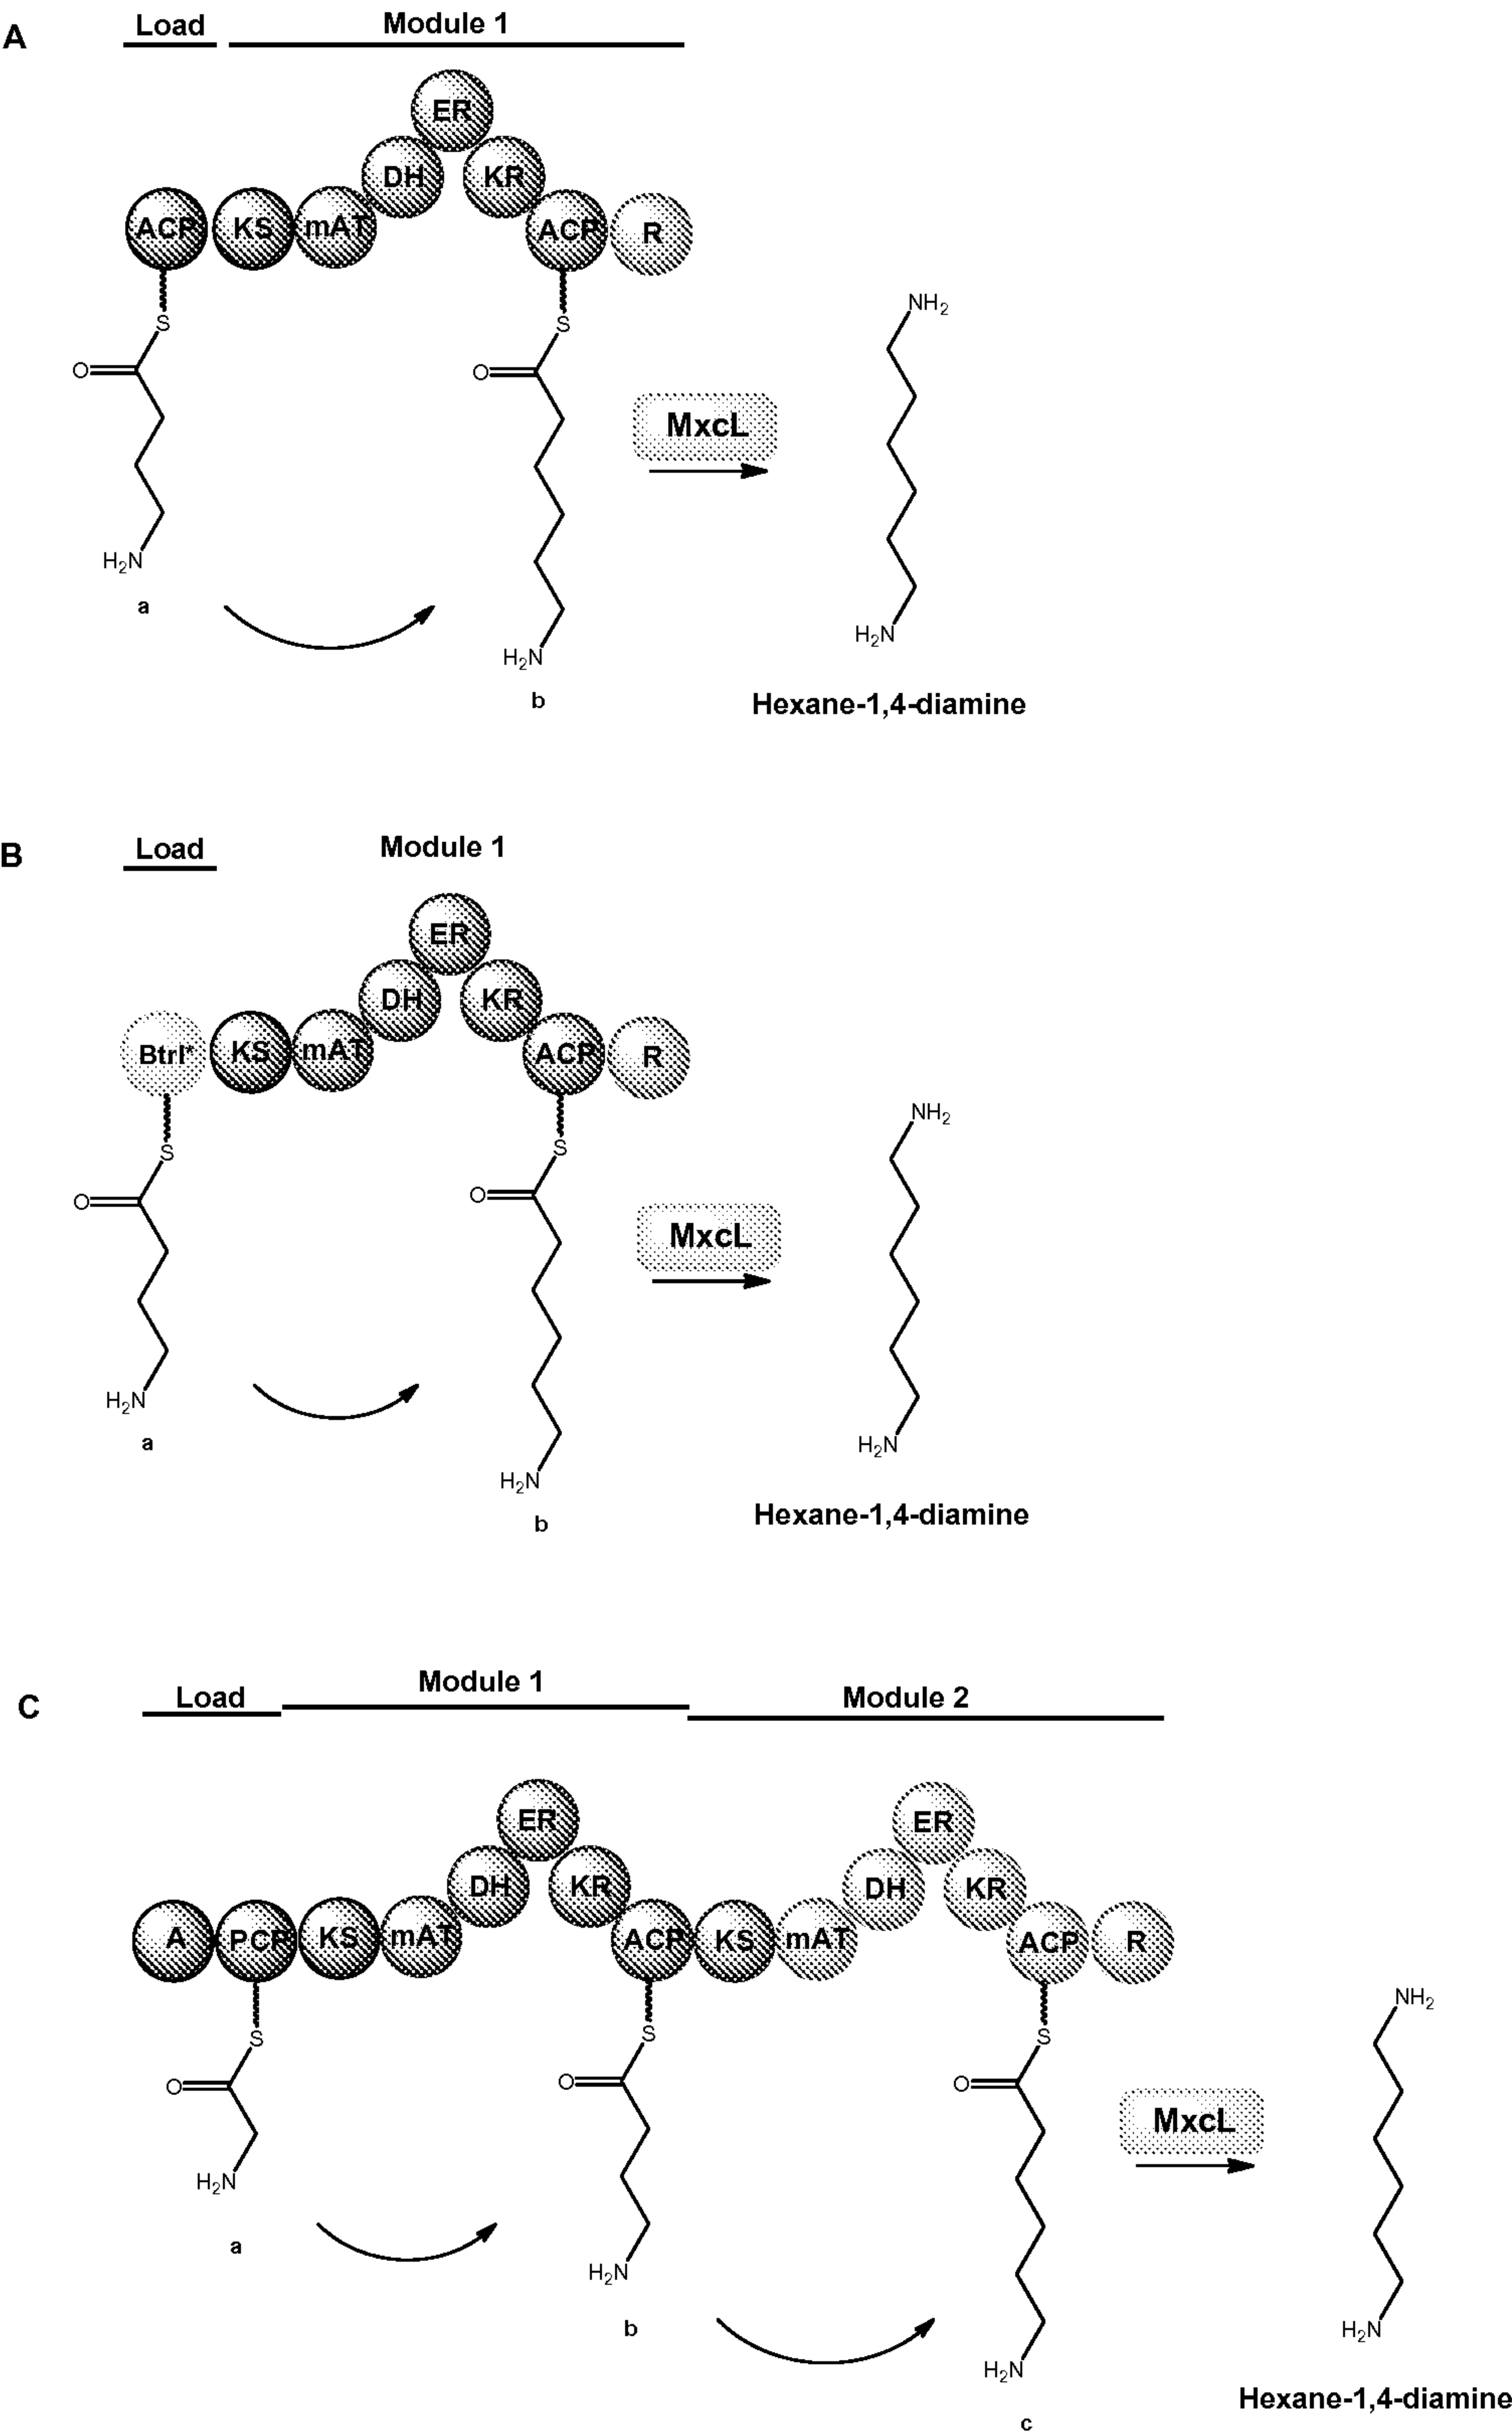 A
Load
Module 1
ER
DH
KR
ACP
KS
mAT
ACP
R
S
S
O
O
NH2
MxcL
H2N
a
H2N
b
H2N
Hexane-1,4-diamine
B
Load
Module 1
ER
DH
KR
BtrI*
KS
mAT
ACP
R
S
S
O
O
NH2
MxcL
H2N
a
H2N
b
H2N
Hexane-1,4-diamine
C
Load
Module 1
Module 2
ER
ER
DH
KR
DH
KR
A
PCP
KS
mAT
ACP
KS
mAT
ACP
R
S
S
S
O
O
O
NH2
MxcL
H2N
a
H2N
b
H2N
c
H2N
Hexane-1,4-diamine